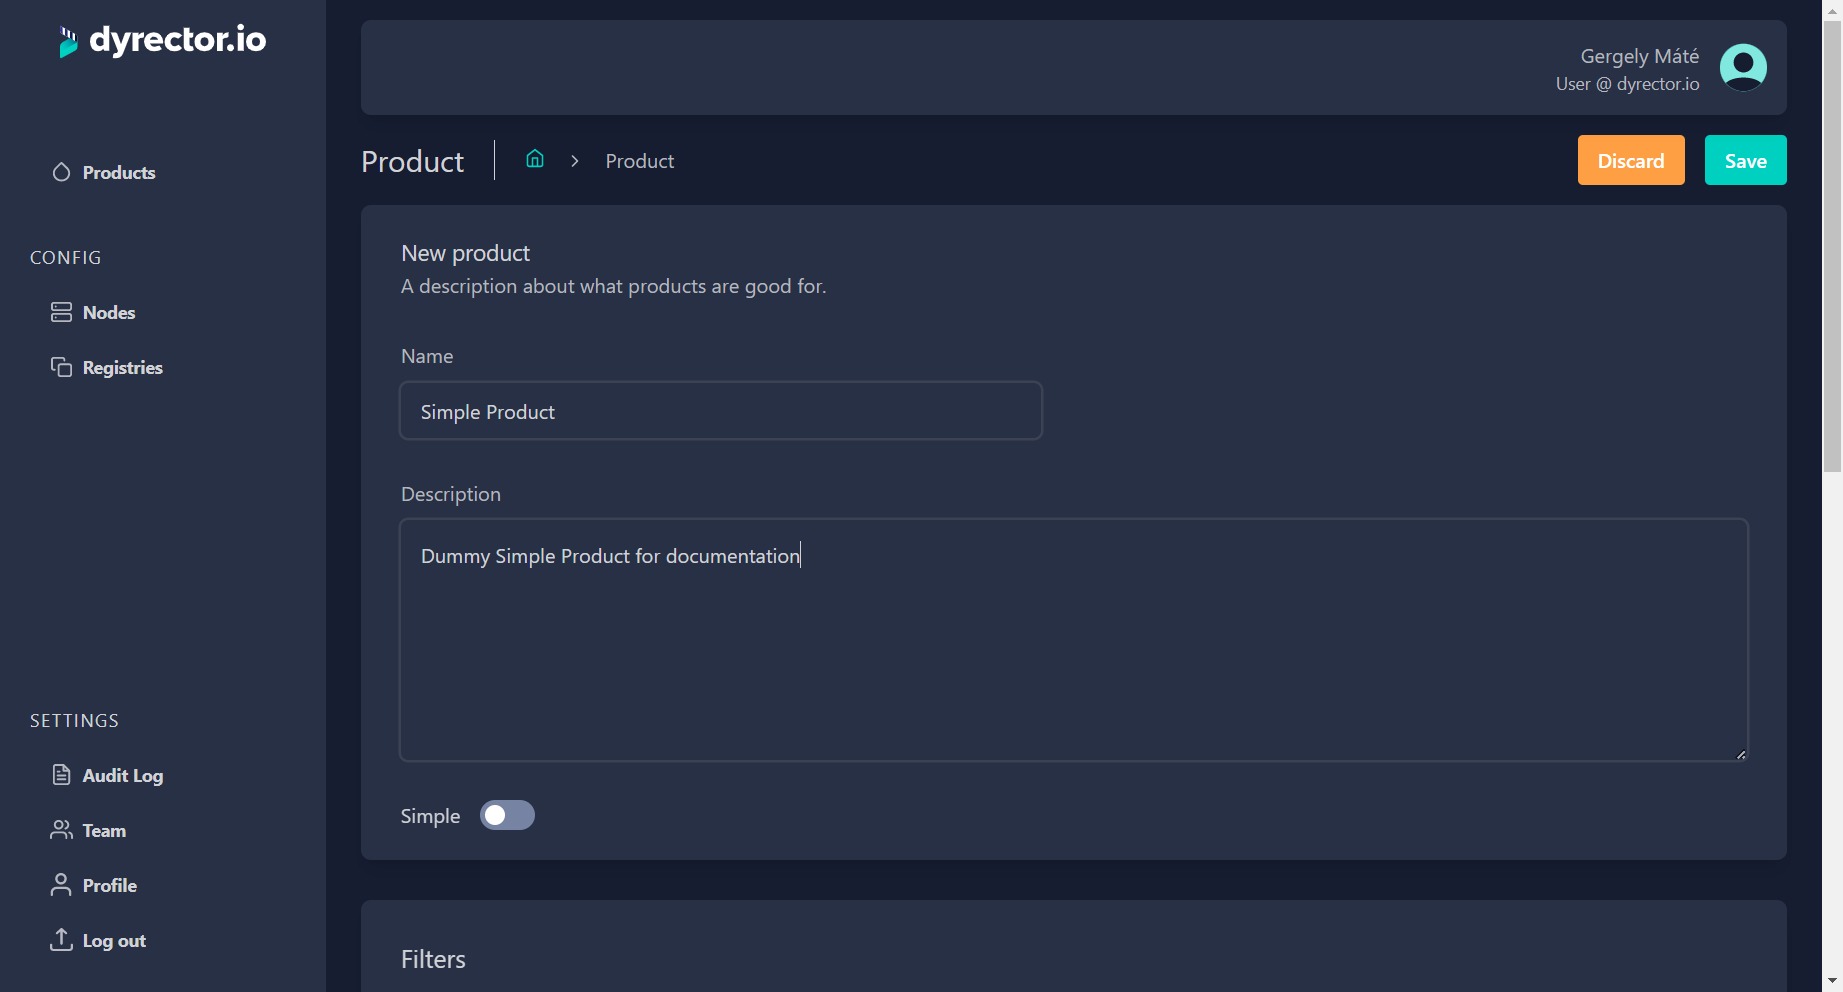 dyrector.io
Products
CONFIG
Nodes
Registries
SETTINGS
Audit Log
Team
Profile
Log out
Gergely Máté
User @ dyrector.io
Product
Product
Discard
Save
New product
A description about what products are good for.
Name
Simple Product
Description
Dummy Simple Product for documentation
Simple
Filters